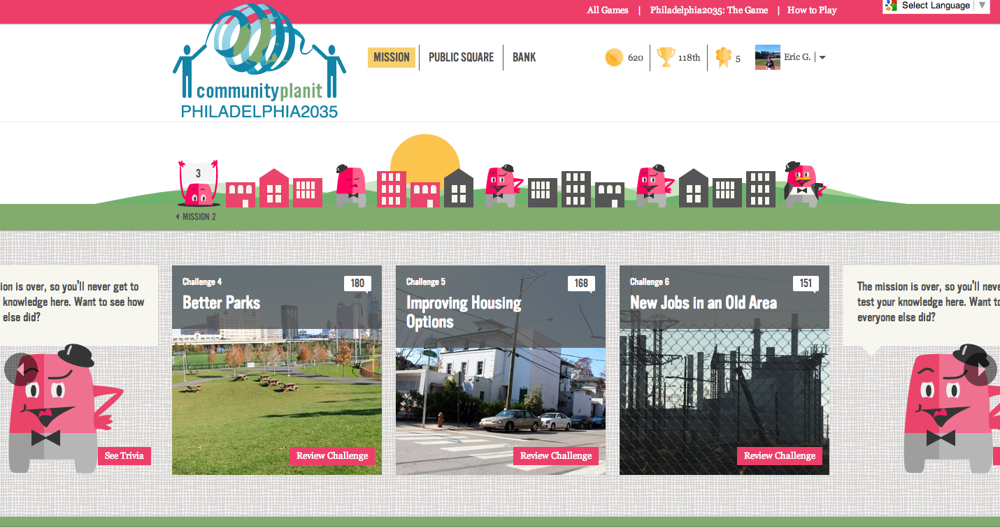 All Games | Philadelphia2035: The Game | How to Play
Select Language ▼
communityplanit
PHILADELPHIA2035
MISSION
PUBLIC SQUARE
BANK
620
118th
5
Eric G.
3
MISSION 2
ion is over, so you'll never get to
knowledge here. Want to see how
else did?
See Trivia
Challenge 4
180
Better Parks
Review Challenge
Challenge 5
168
Improving Housing
Options
Review Challenge
Challenge 6
151
New Jobs in an Old Area
Review Challenge
The mission is over, so you'll neve
test your knowledge here. Want to
everyone else did?